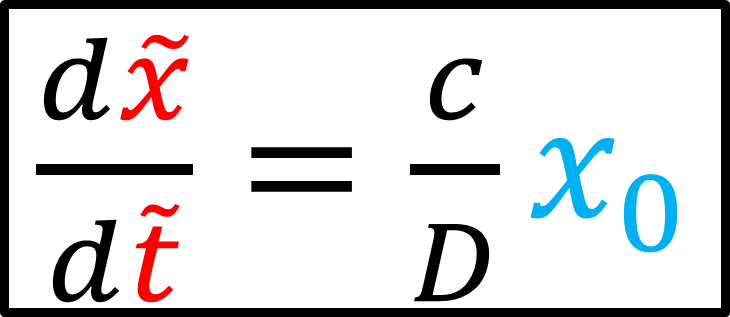 dx̃/dt̃ = c/D x₀